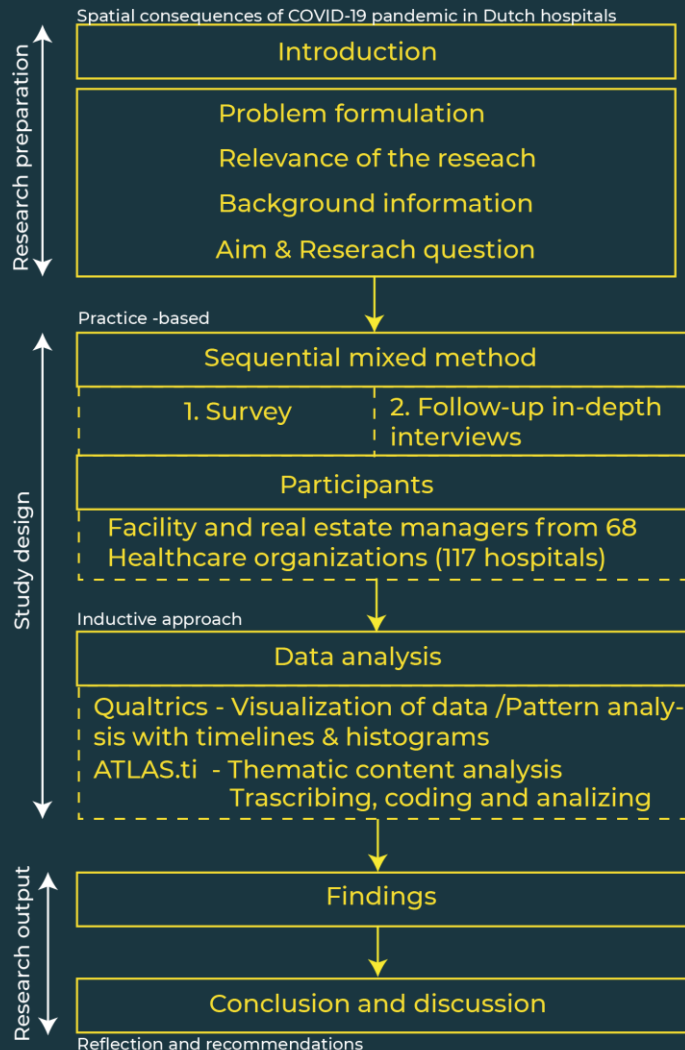 Spatial consequences of COVID-19 pandemic in Dutch hospitals
Research preparation
Introduction
Problem formulation
Relevance of the reseach
Background information
Aim & Reserach question
Practice -based
Study design
Sequential mixed method
1. Survey
2. Follow-up in-depth
interviews
Participants
Facility and real estate managers from 68
Healthcare organizations (117 hospitals)
Inductive approach
Data analysis
Qualtrics - Visualization of data /Pattern analy-
sis with timelines & histograms
ATLAS.ti - Thematic content analysis
Trascribing, coding and analizing
Research output
Findings
Conclusion and discussion
Reflection and recommendations